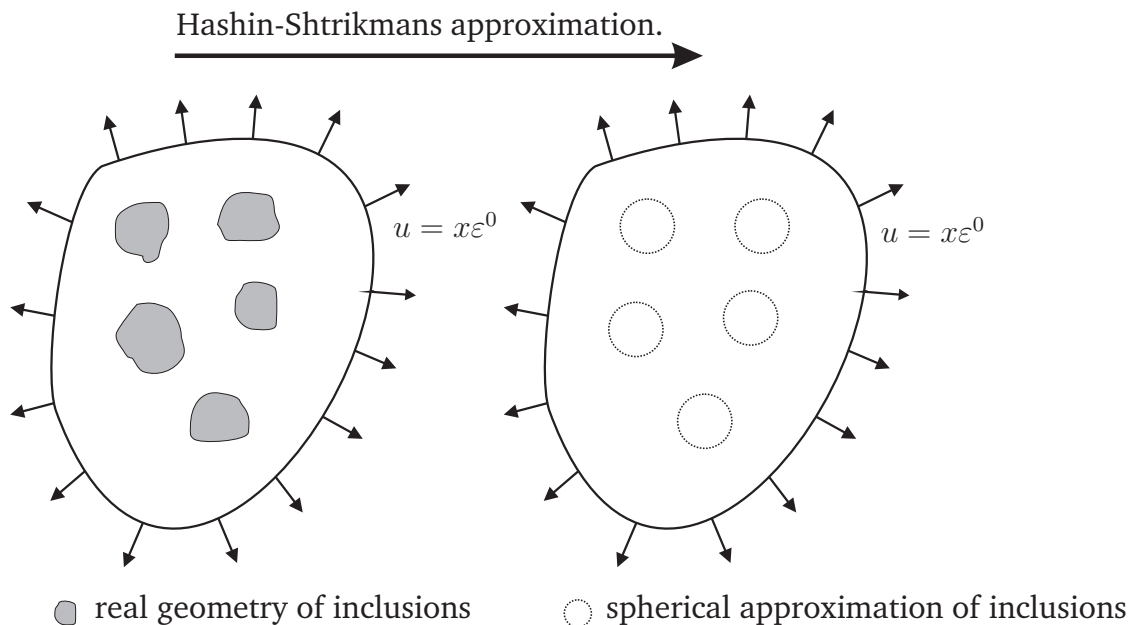 Hashin-Shtrikmans approximation.
u = xε⁰
u = xε⁰
real geometry of inclusions
spherical approximation of inclusions